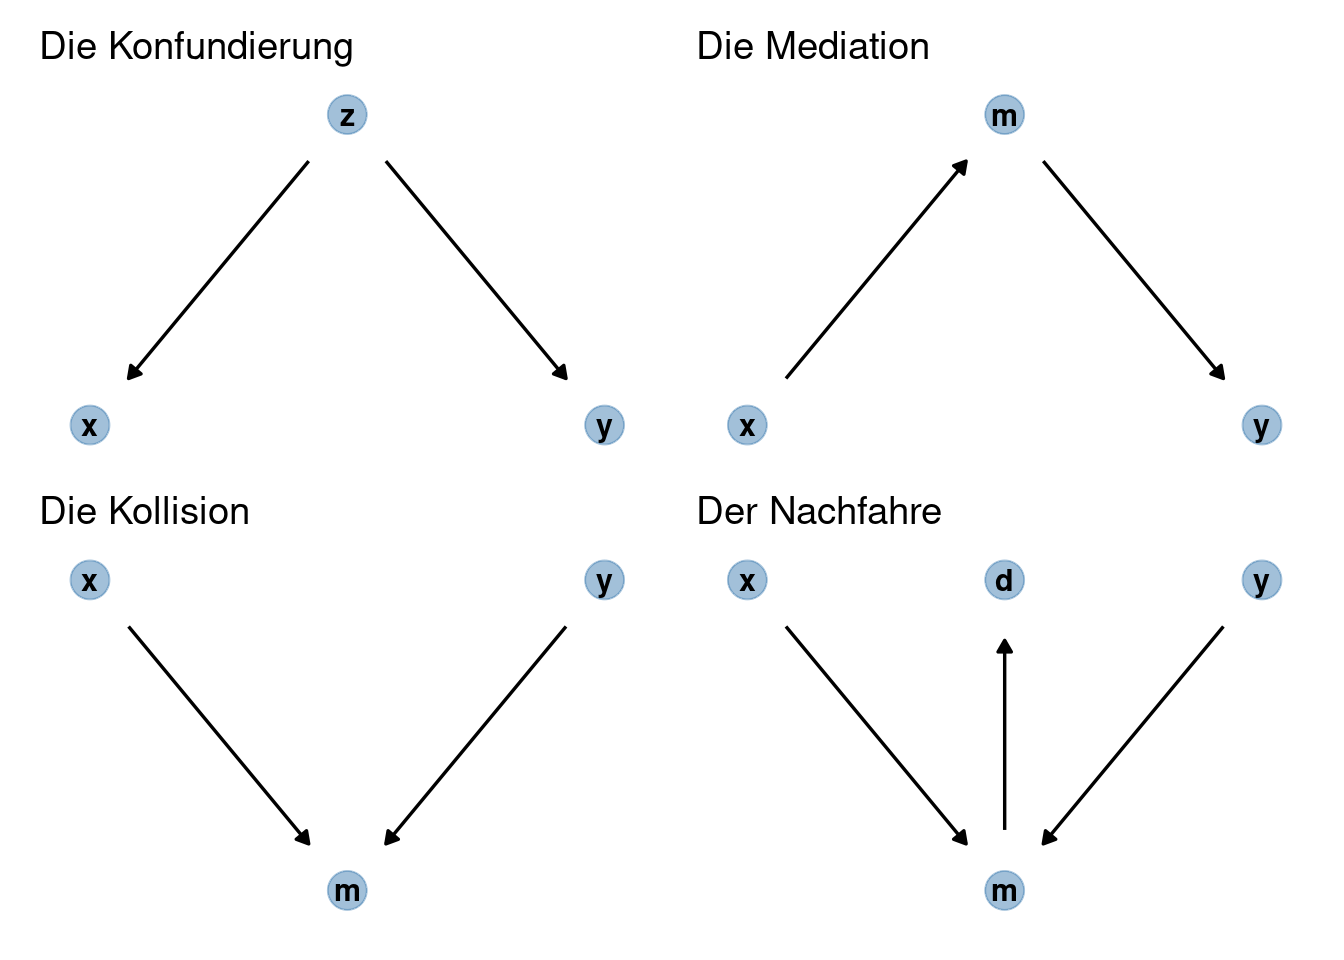 Die Konfundierung
z
x
y
Die Mediation
m
x
y
Die Kollision
x
y
m
Der Nachfahre
x
d
y
m